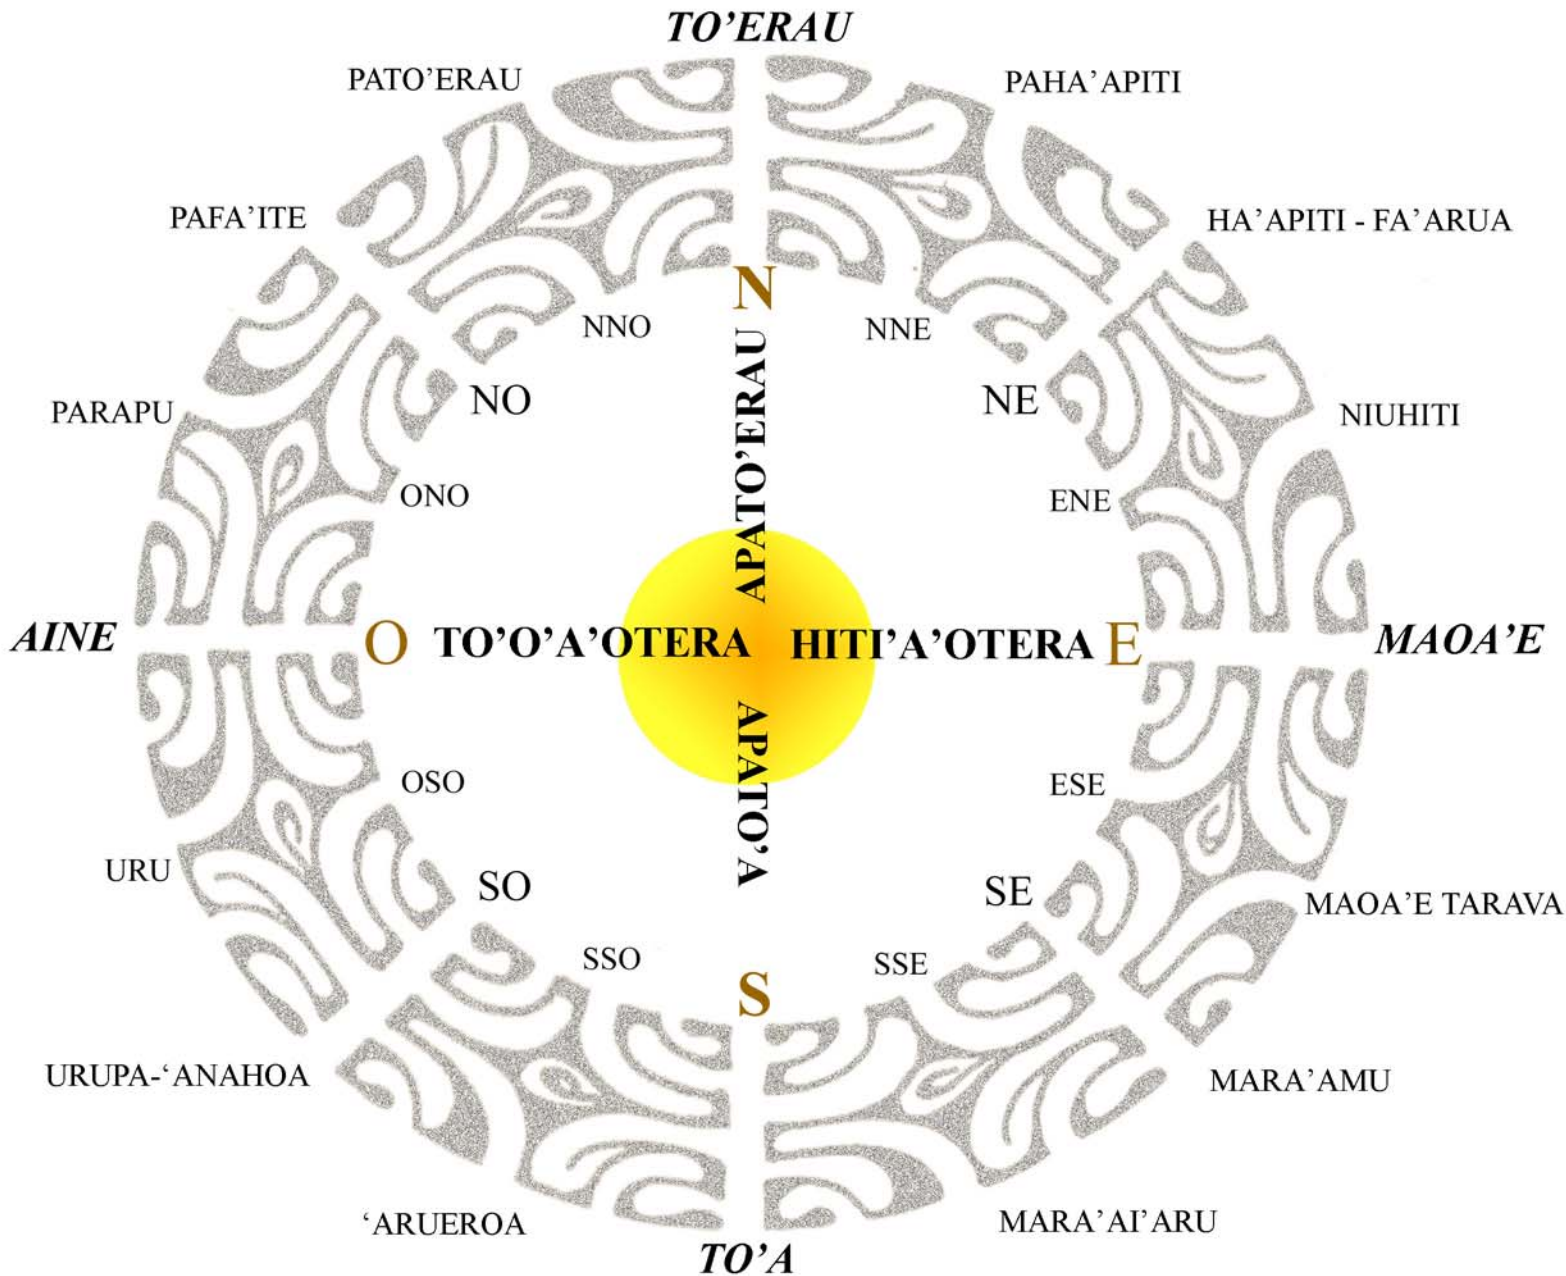 TO’ERAU
PATO’ERAU
PAHA’APITI
PAFA’ITE
HA’APITI - FA’ARUA
N
NNO
NNE
NO
NE
PARAPU
NIUHITI
ONO
ENE
APATO’ERAU
AINE
O
TO’O’A’OTERA
HITI’A’OTERA
E
MAOA’E
APATO’A
OSO
ESE
URU
SO
SE
MAOA’E TARAVA
SSO
SSE
S
URUPA-‘ANAHOA
MARA’AMU
‘ARUEROA
MARA’AI’ARU
TO’A